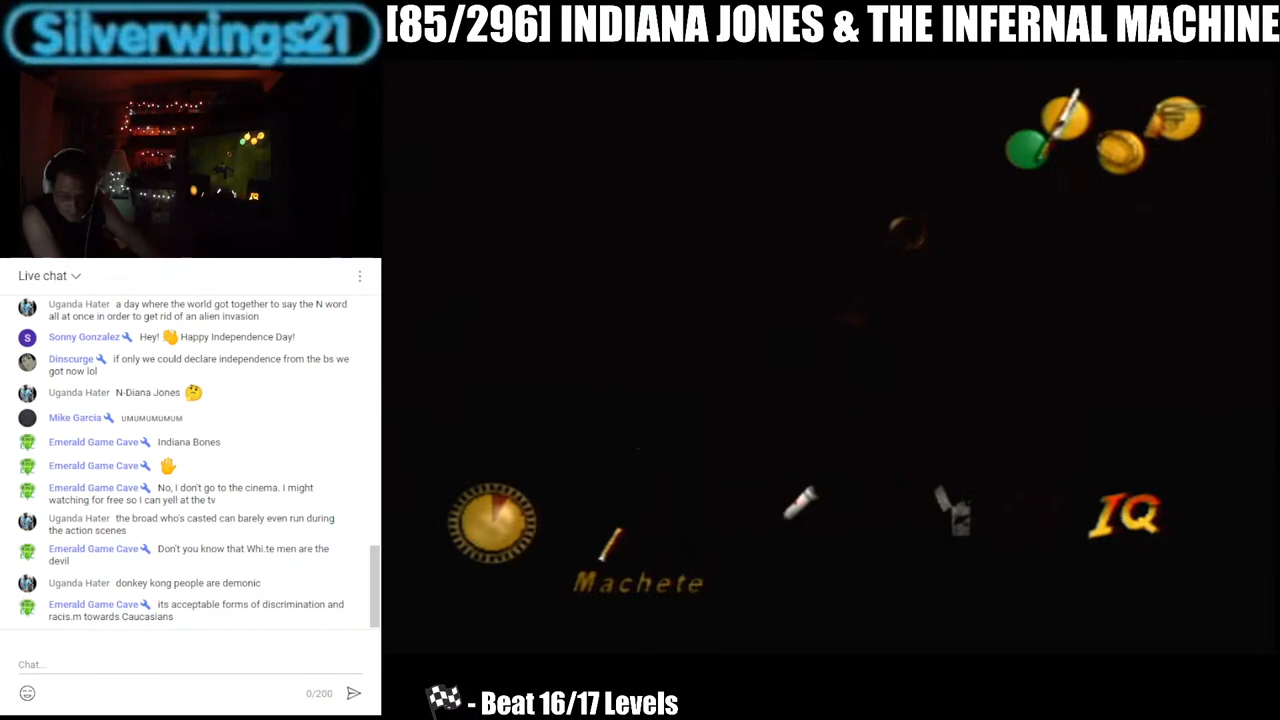 Silverwings21
[85/296] INDIANA JONES & THE INFERNAL MACHINE
Live chat
Uganda Hater a day where the world got together to say the N word
all at once in order to get rid of an alien invasion
Sonny Gonzalez Hey! 👋 Happy Independence Day!
Dinscurge if only we could declare independence from the bs we
got now lol
Uganda Hater N-Diana Jones 🤔
Mike Garcia ᴜᴍᴜᴍᴜᴍᴜᴍᴜᴍ
Emerald Game Cave Indiana Bones
Emerald Game Cave 🖐
Emerald Game Cave No, I don't go to the cinema. I might
watching for free so I can yell at the tv
Uganda Hater the broad who's casted can barely even run during
the action scenes
Emerald Game Cave Don't you know that Whi.te men are the
devil
Uganda Hater donkey kong people are demonic
Emerald Game Cave its acceptable forms of discrimination and
racis.m towards Caucasians
Chat...
0/200
IQ
Machete
- Beat 16/17 Levels